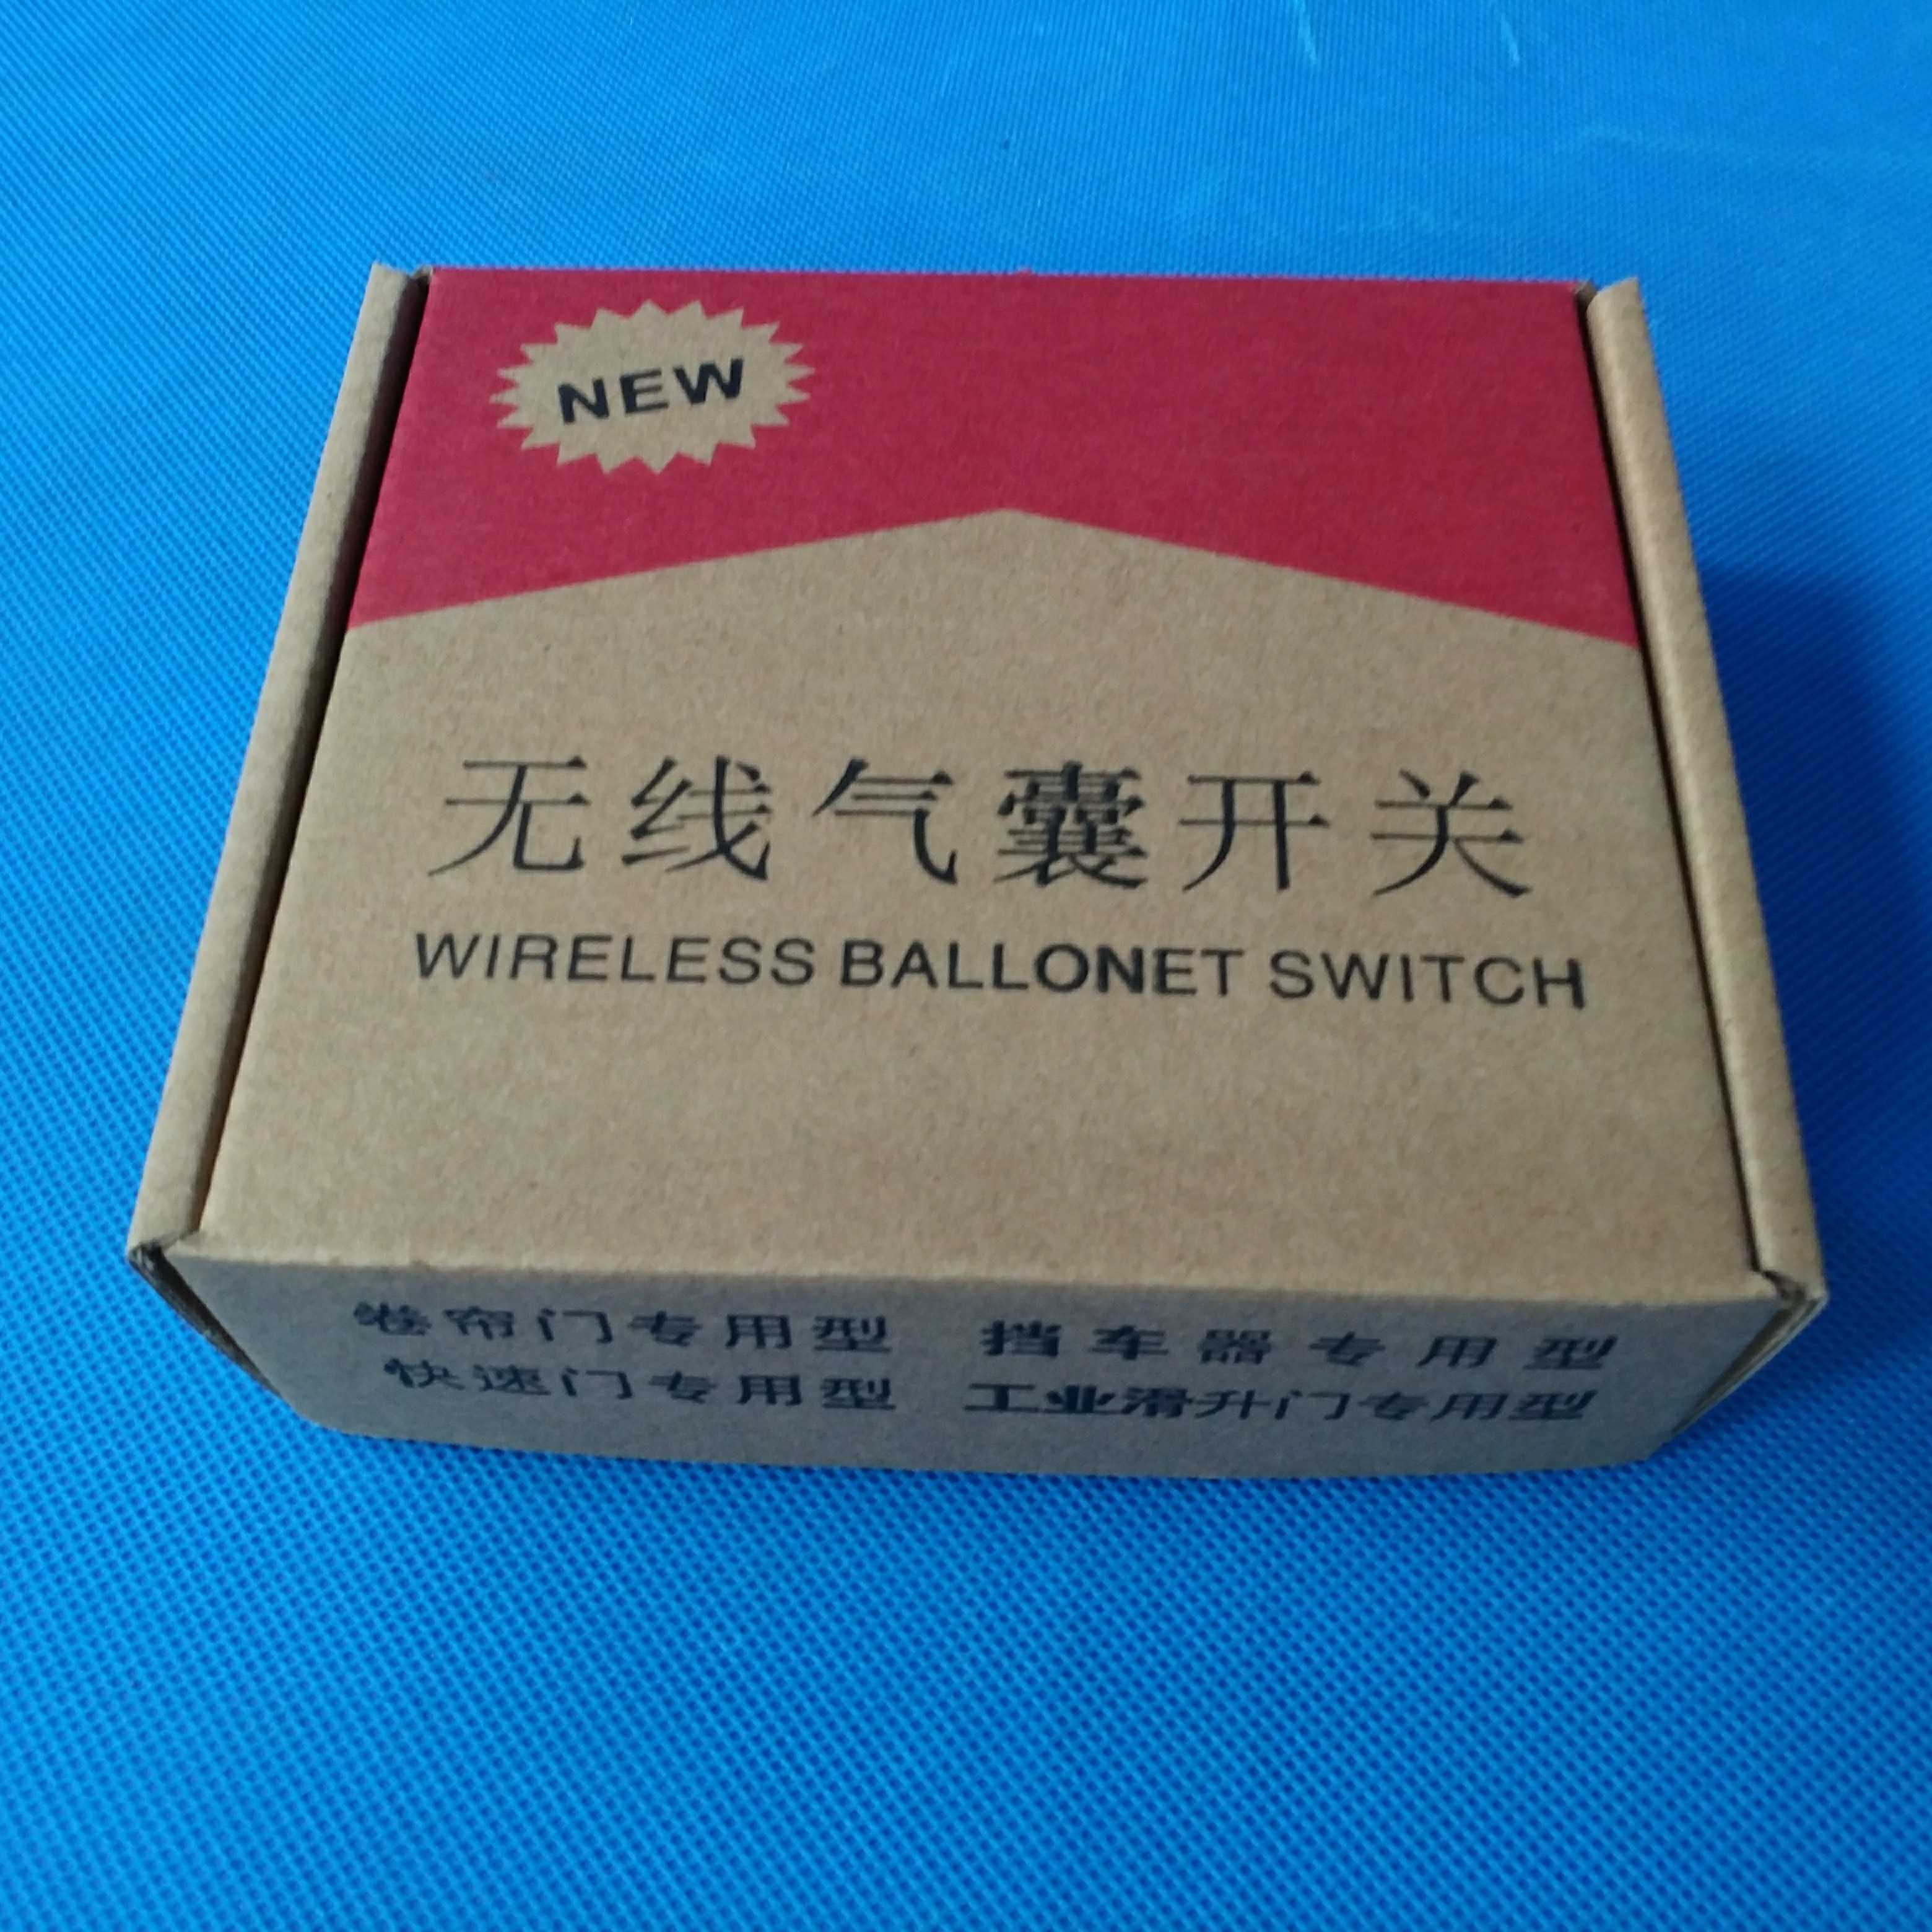 NEW
无线气囊开关
WIRELESS BALLONET SWITCH
卷帘门专用型 挡车器专用型
快速门专用型 工业滑升门专用型